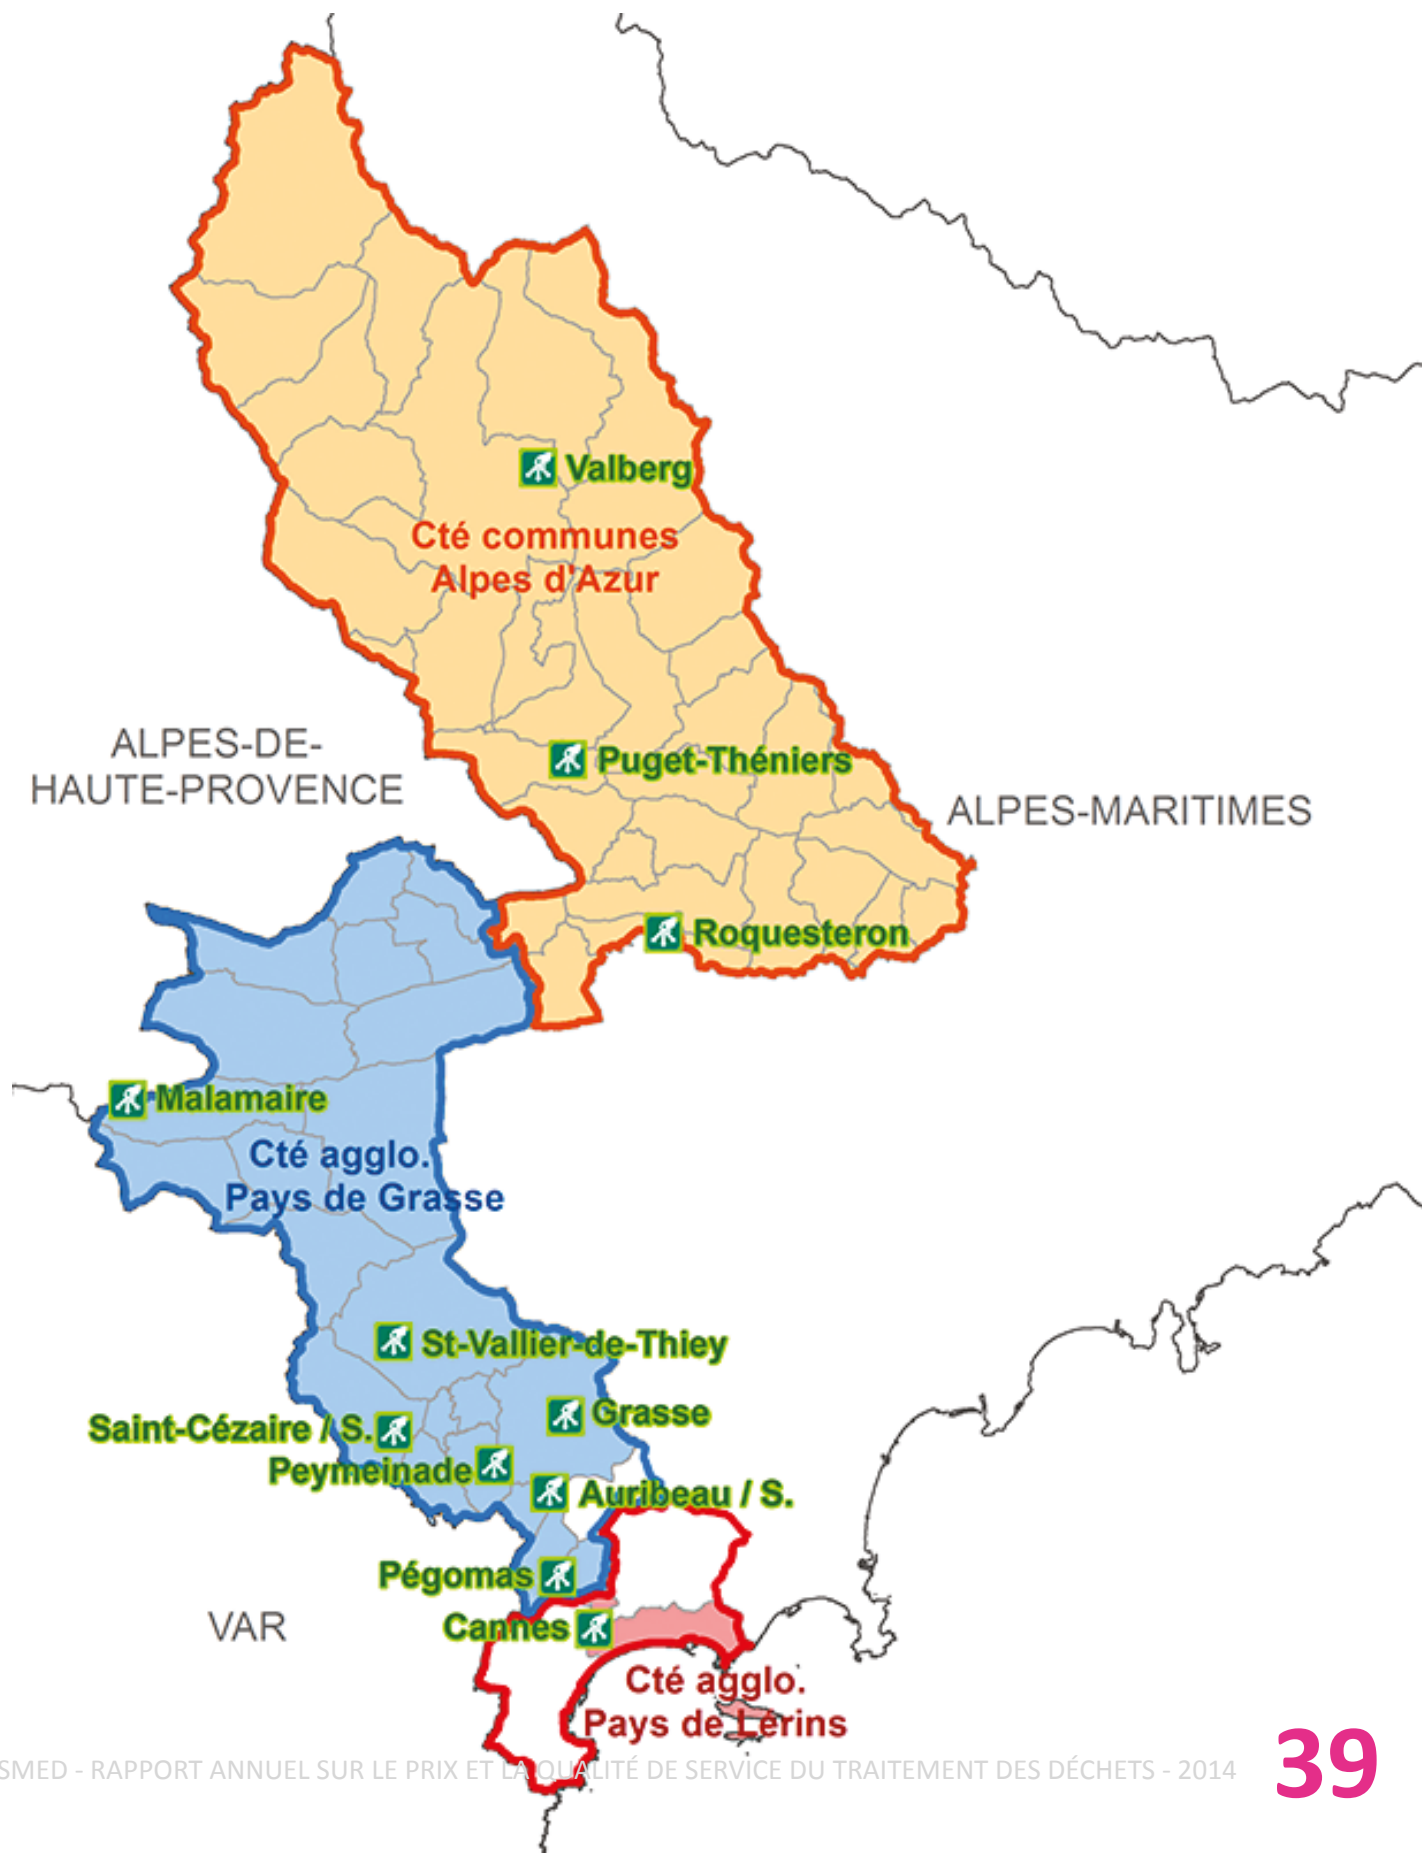 Valberg
Cté communes
Alpes d'Azur
ALPES-DE-
HAUTE-PROVENCE
Puget-Théniers
ALPES-MARITIMES
Roquesteron
Malamaire
Cté agglo.
Pays de Grasse
St-Vallier-de-Thiey
Grasse
Saint-Cézaire / S.
Peymeinade
Auribeau / S.
Pégomas
VAR
Cannes
Cté agglo.
Pays de Lérins
SMED - RAPPORT ANNUEL SUR LE PRIX ET LA QUALITÉ DE SERVICE DU TRAITEMENT DES DÉCHETS - 2014
39